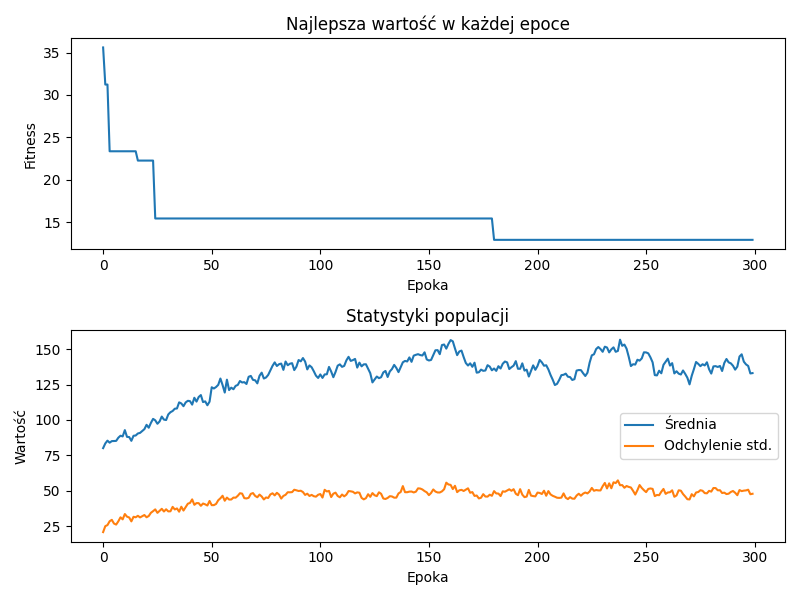 Najlepsza wartość w każdej epoce
35
30
25
20
15
Fitness
0 50 100 150 200 250 300
Epoka
Statystyki populacji
150
125
100
75
50
25
Wartość
Średnia
Odchylenie std.
0 50 100 150 200 250 300
Epoka